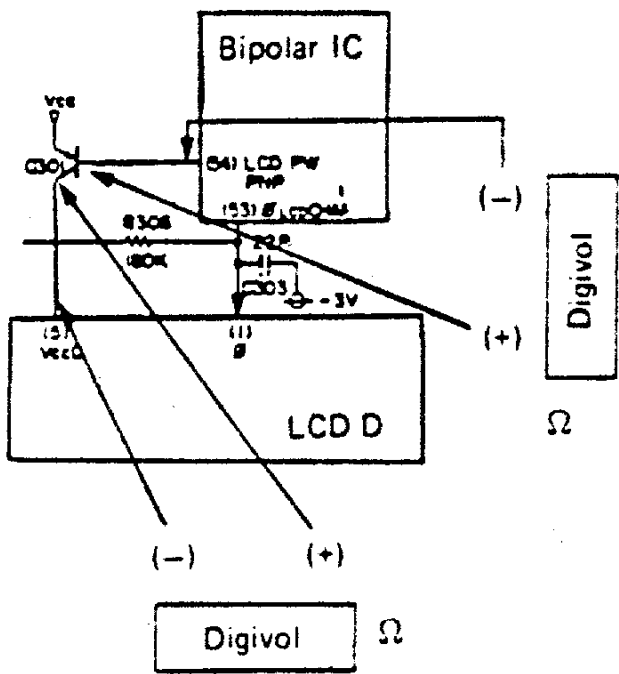 Bipolar IC
Vcc
Q301
(54) LCD PW
PNP
(53) Ø
R308
180K
22P
C303
-3V
(5)
VccD
(1)
Ø
LCD D
(-)
(+)
Digivol
Ω
(-)
(+)
Digivol
Ω